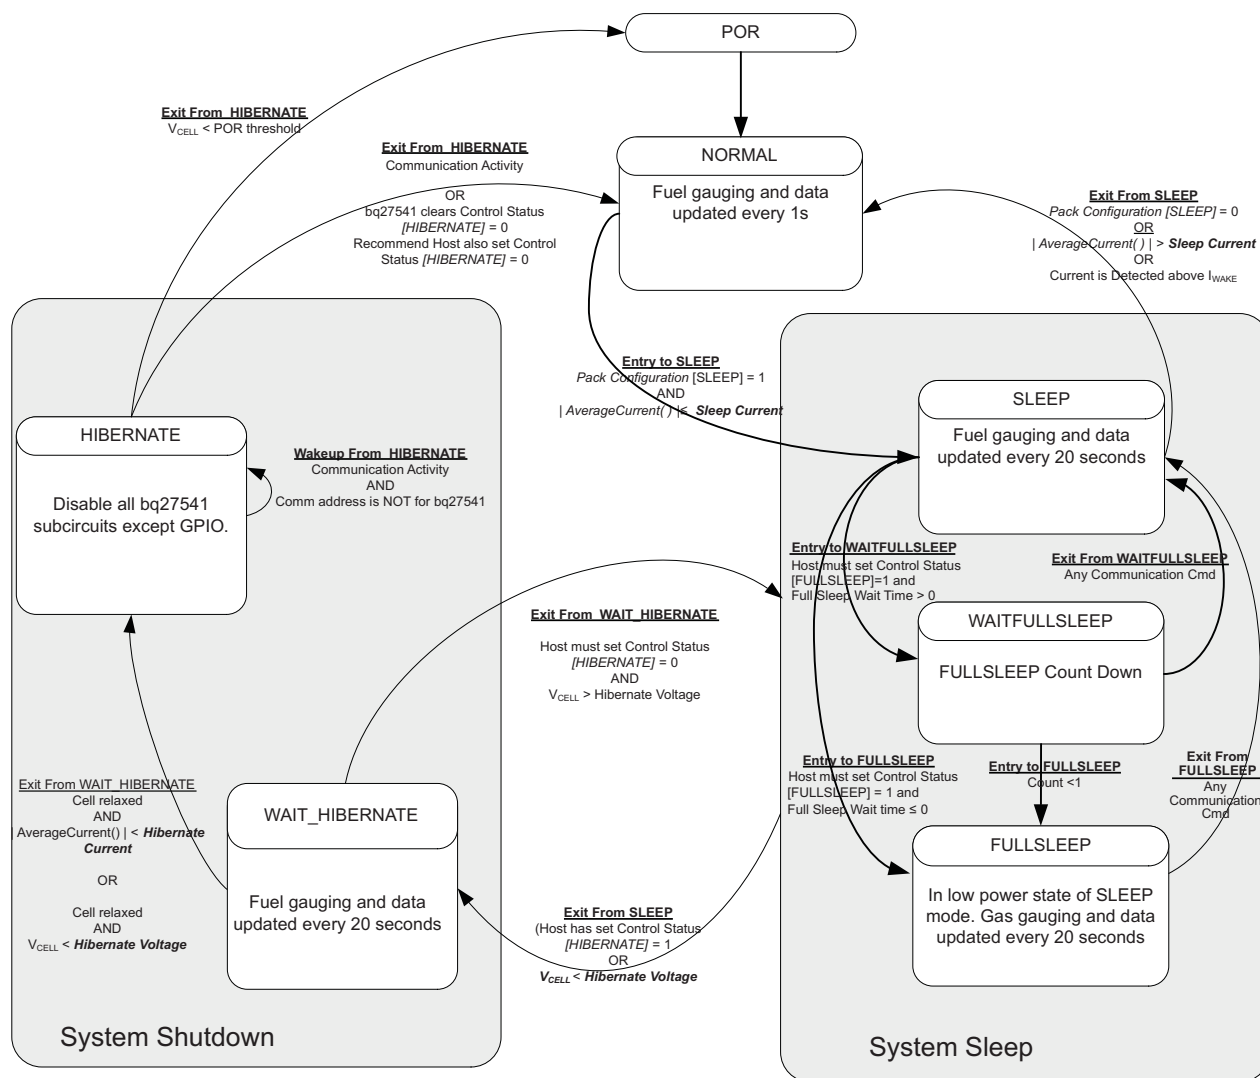 POR
Exit From HIBERNATE
VCELL < POR threshold
Exit From HIBERNATE
Communication Activity
OR
bq27541 clears Control Status
[HIBERNATE] = 0
Recommend Host also set Control
Status [HIBERNATE] = 0
NORMAL
Fuel gauging and data
updated every 1s
Exit From SLEEP
Pack Configuration [SLEEP] = 0
OR
| AverageCurrent( ) | > Sleep Current
OR
Current is Detected above IWAKE
Entry to SLEEP
Pack Configuration [SLEEP] = 1
AND
| AverageCurrent( ) | ≤ Sleep Current
HIBERNATE
Disable all bq27541
subcircuits except GPIO.
Wakeup From HIBERNATE
Communication Activity
AND
Comm address is NOT for bq27541
SLEEP
Fuel gauging and data
updated every 20 seconds
Entry to WAITFULLSLEEP
Host must set Control Status
[FULLSLEEP]=1 and
Full Sleep Wait Time > 0
Exit From WAITFULLSLEEP
Any Communication Cmd
WAITFULLSLEEP
FULLSLEEP Count Down
Exit From WAIT_HIBERNATE
Host must set Control Status
[HIBERNATE] = 0
AND
VCELL > Hibernate Voltage
Entry to FULLSLEEP
Host must set Control Status
[FULLSLEEP] = 1 and
Full Sleep Wait time ≤ 0
Entry to FULLSLEEP
Count <1
Exit From
FULLSLEEP
Any
Communication
Cmd
Exit From WAIT_HIBERNATE
Cell relaxed
AND
| AverageCurrent() | < Hibernate
Current
OR
Cell relaxed
AND
VCELL < Hibernate Voltage
WAIT_HIBERNATE
Fuel gauging and data
updated every 20 seconds
FULLSLEEP
In low power state of SLEEP
mode. Gas gauging and data
updated every 20 seconds
Exit From SLEEP
(Host has set Control Status
[HIBERNATE] = 1
OR
VCELL < Hibernate Voltage
System Shutdown
System Sleep